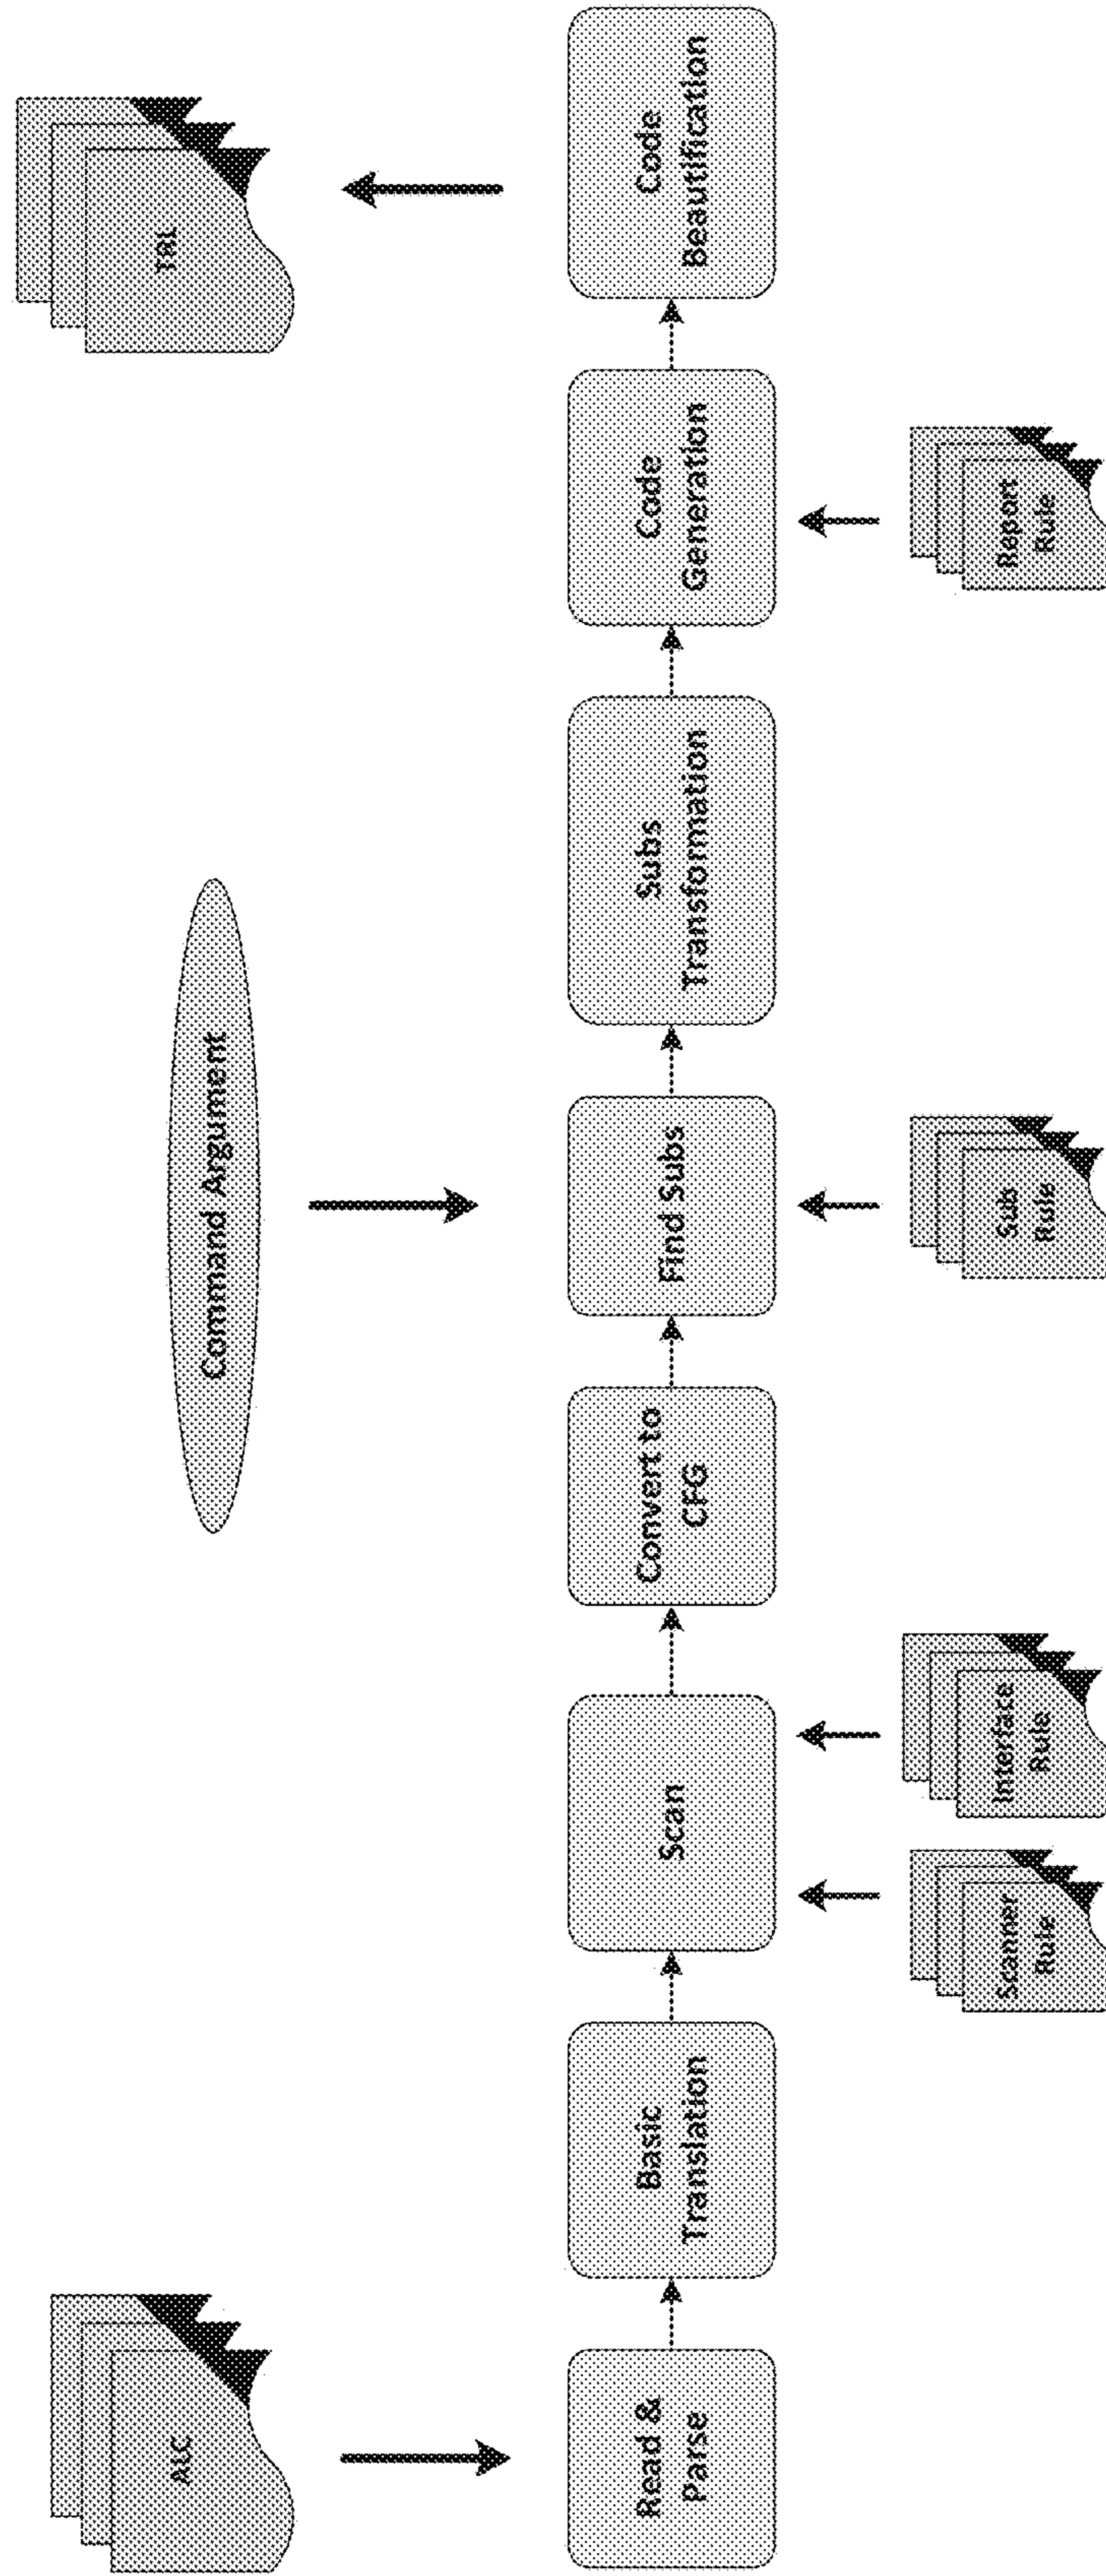 ALC
Command Argument
TRL
Read &
Parse
Basic
Translation
Scan
Convert to
CFG
Find Subs
Subs
Transformation
Code
Generation
Code
Beautification
Scanner
Rule
Interface
Rule
Sub
Rule
Report
Rule